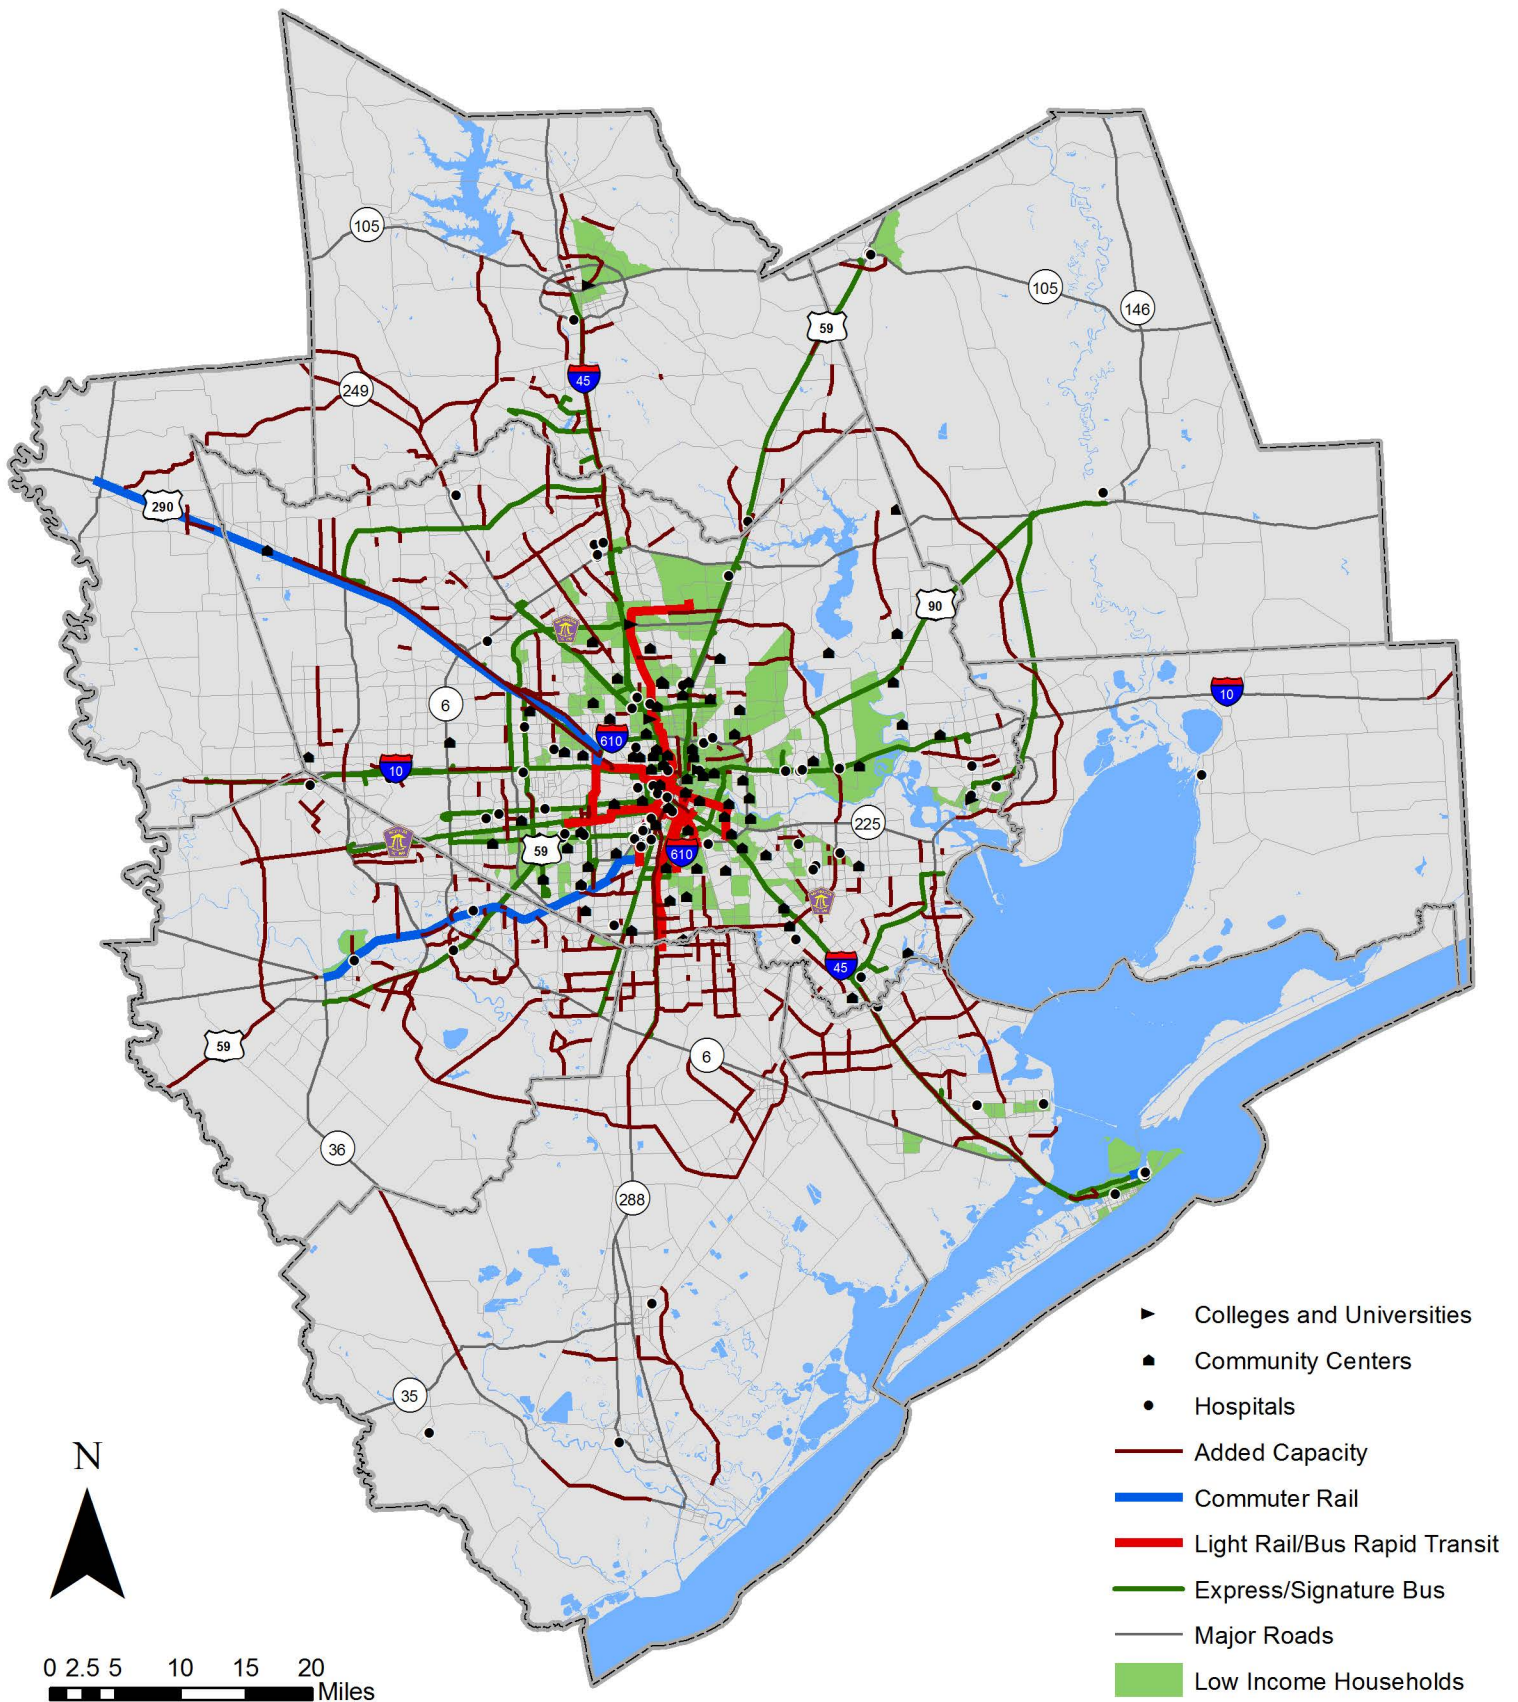 105
59
105
146
45
249
290
90
10
6
610
10
225
59
610
45
59
6
36
288
35
Colleges and Universities
Community Centers
Hospitals
Added Capacity
Commuter Rail
Light Rail/Bus Rapid Transit
Express/Signature Bus
Major Roads
Low Income Households
N
0 2.5 5 10 15 20
Miles